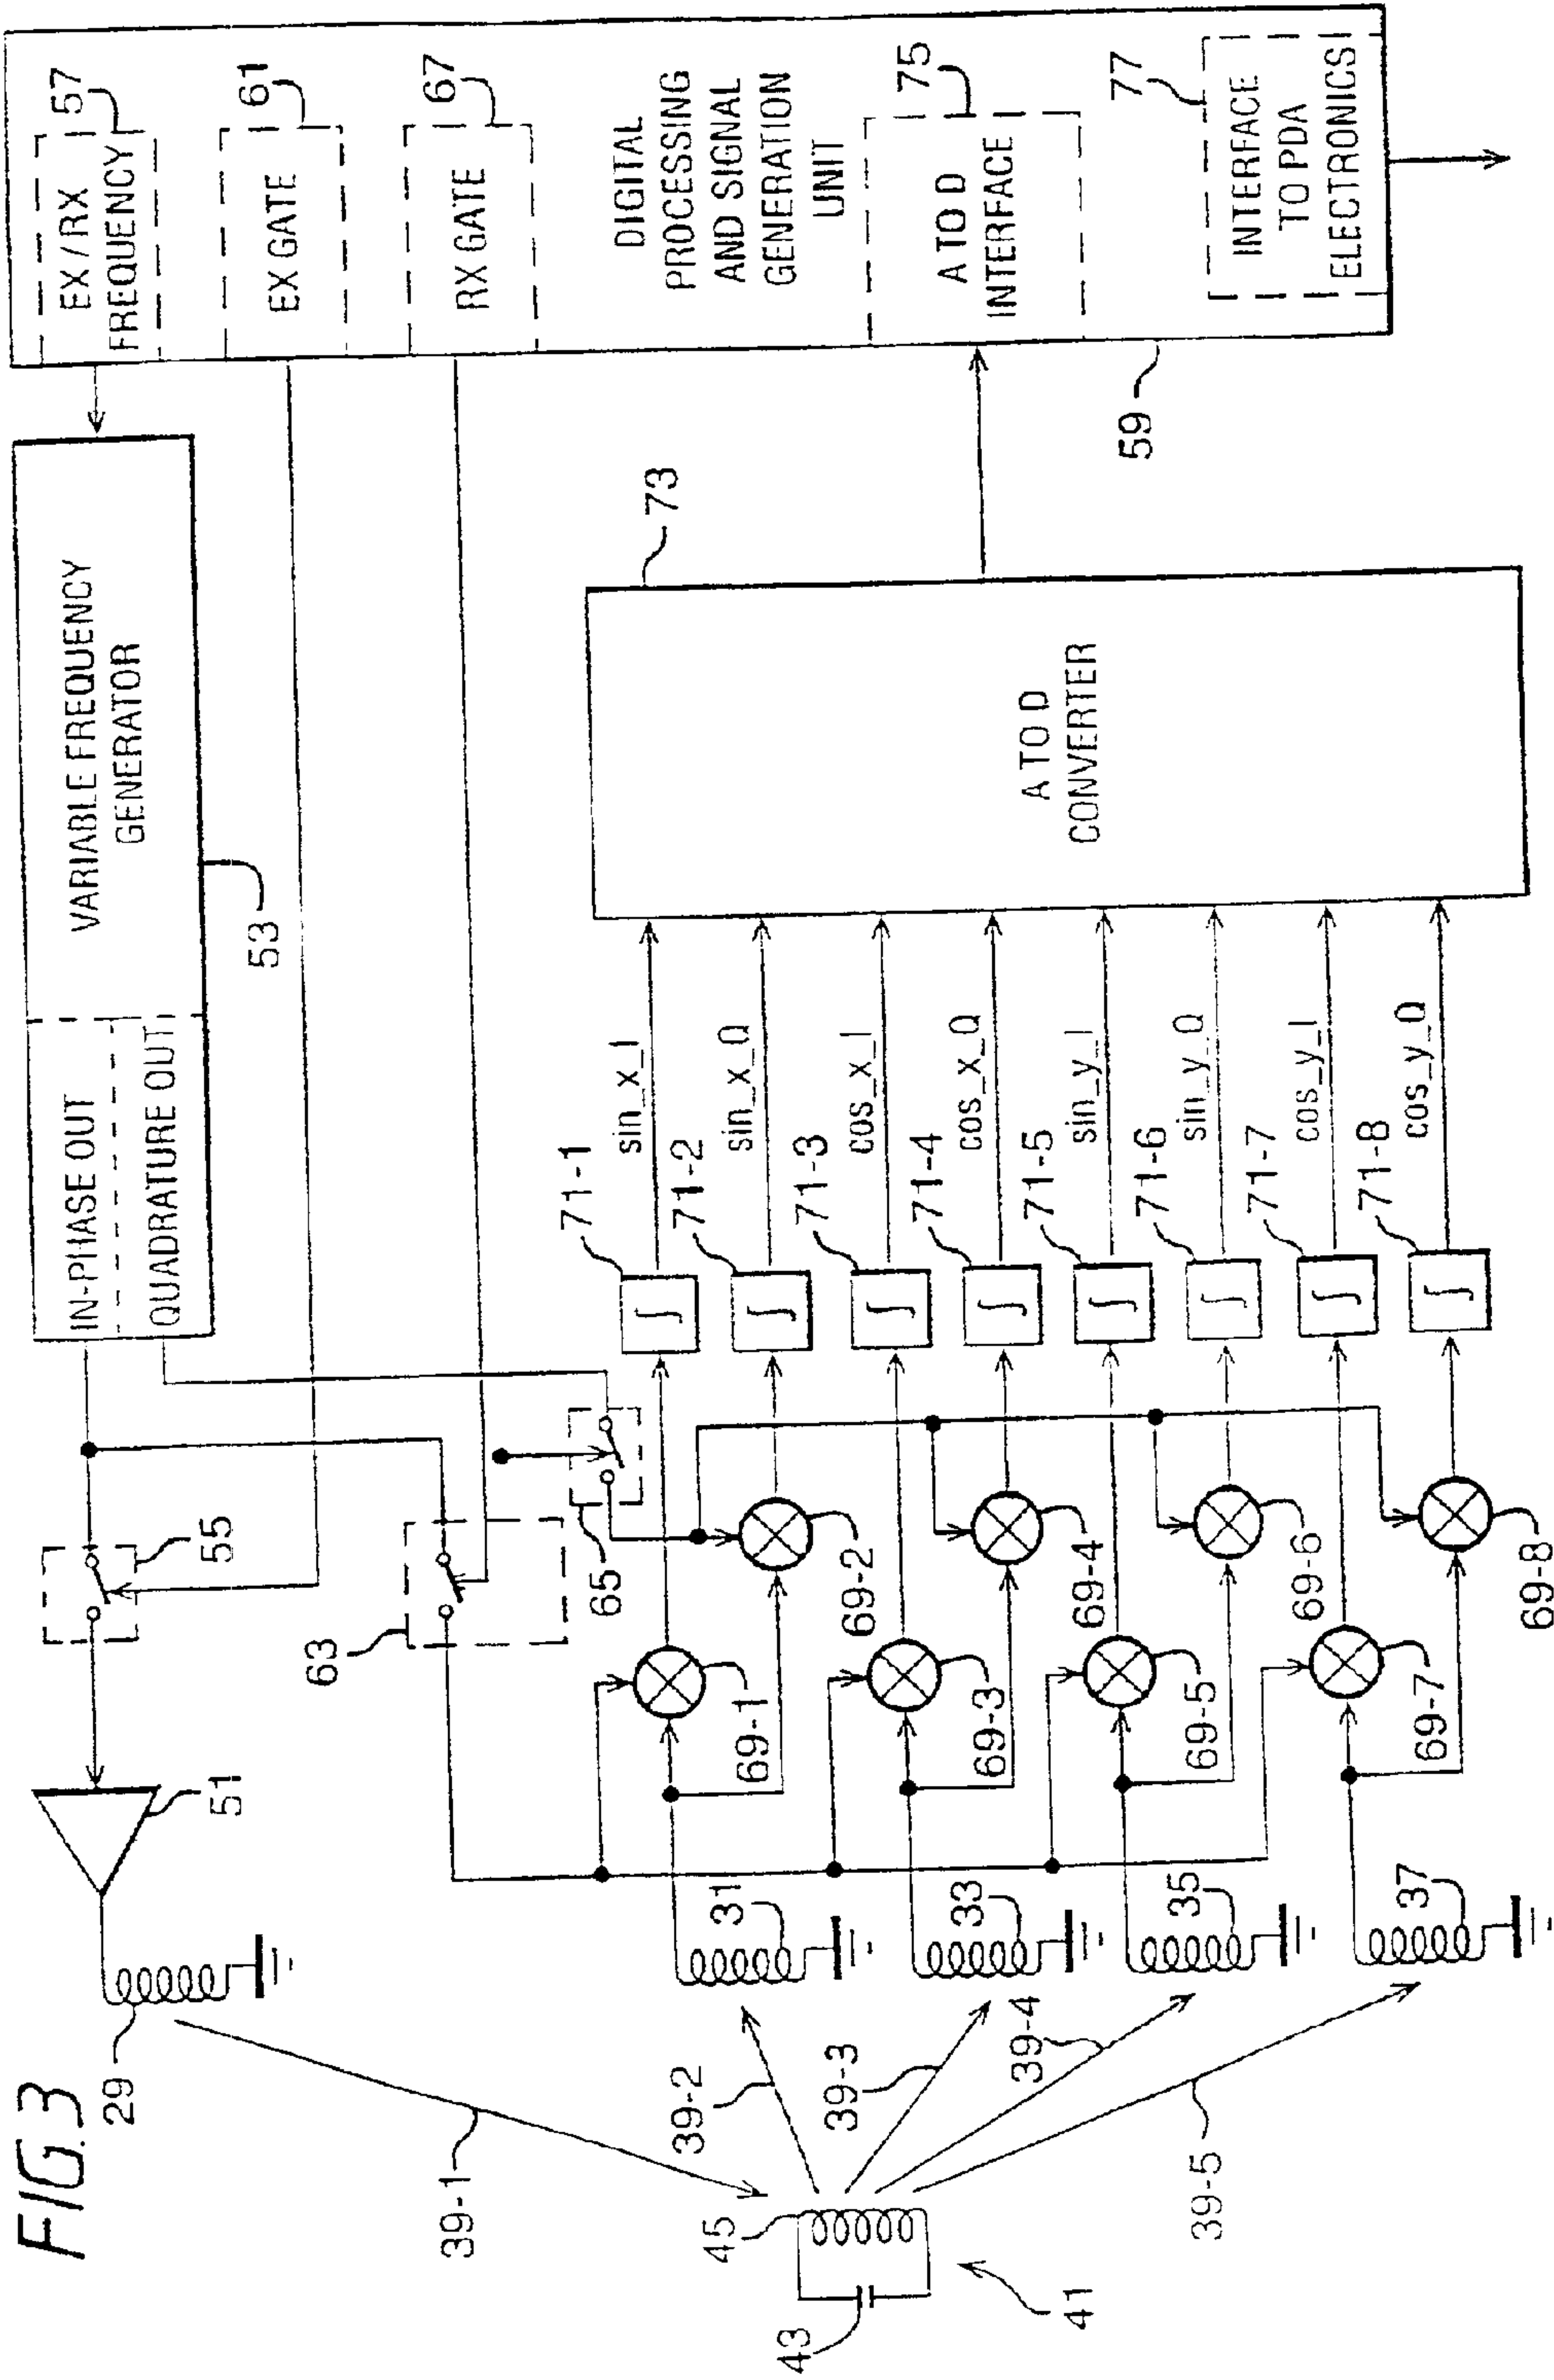 FIG.3
29
51
55
IN-PHASE OUT
QUADRATURE OUT
VARIABLE FREQUENCY
GENERATOR
53
EX / RX
FREQUENCY
57
EX GATE
61
RX GATE
67
DIGITAL
PROCESSING
AND SIGNAL
GENERATION
UNIT
A TO D
INTERFACE
75
INTERFACE
TO PDA
ELECTRONICS
77
59
39-1
63
65
45
43
41
39-2
39-3
39-4
39-5
31
33
35
37
69-1
69-2
69-3
69-4
69-5
69-6
69-7
69-8
71-1
∫
sin_x_I
71-2
∫
sin_x_Q
71-3
∫
cos_x_I
71-4
∫
cos_x_Q
71-5
∫
sin_y_I
71-6
∫
sin_y_Q
71-7
∫
cos_y_I
71-8
∫
cos_y_Q
A TO D
CONVERTER
73